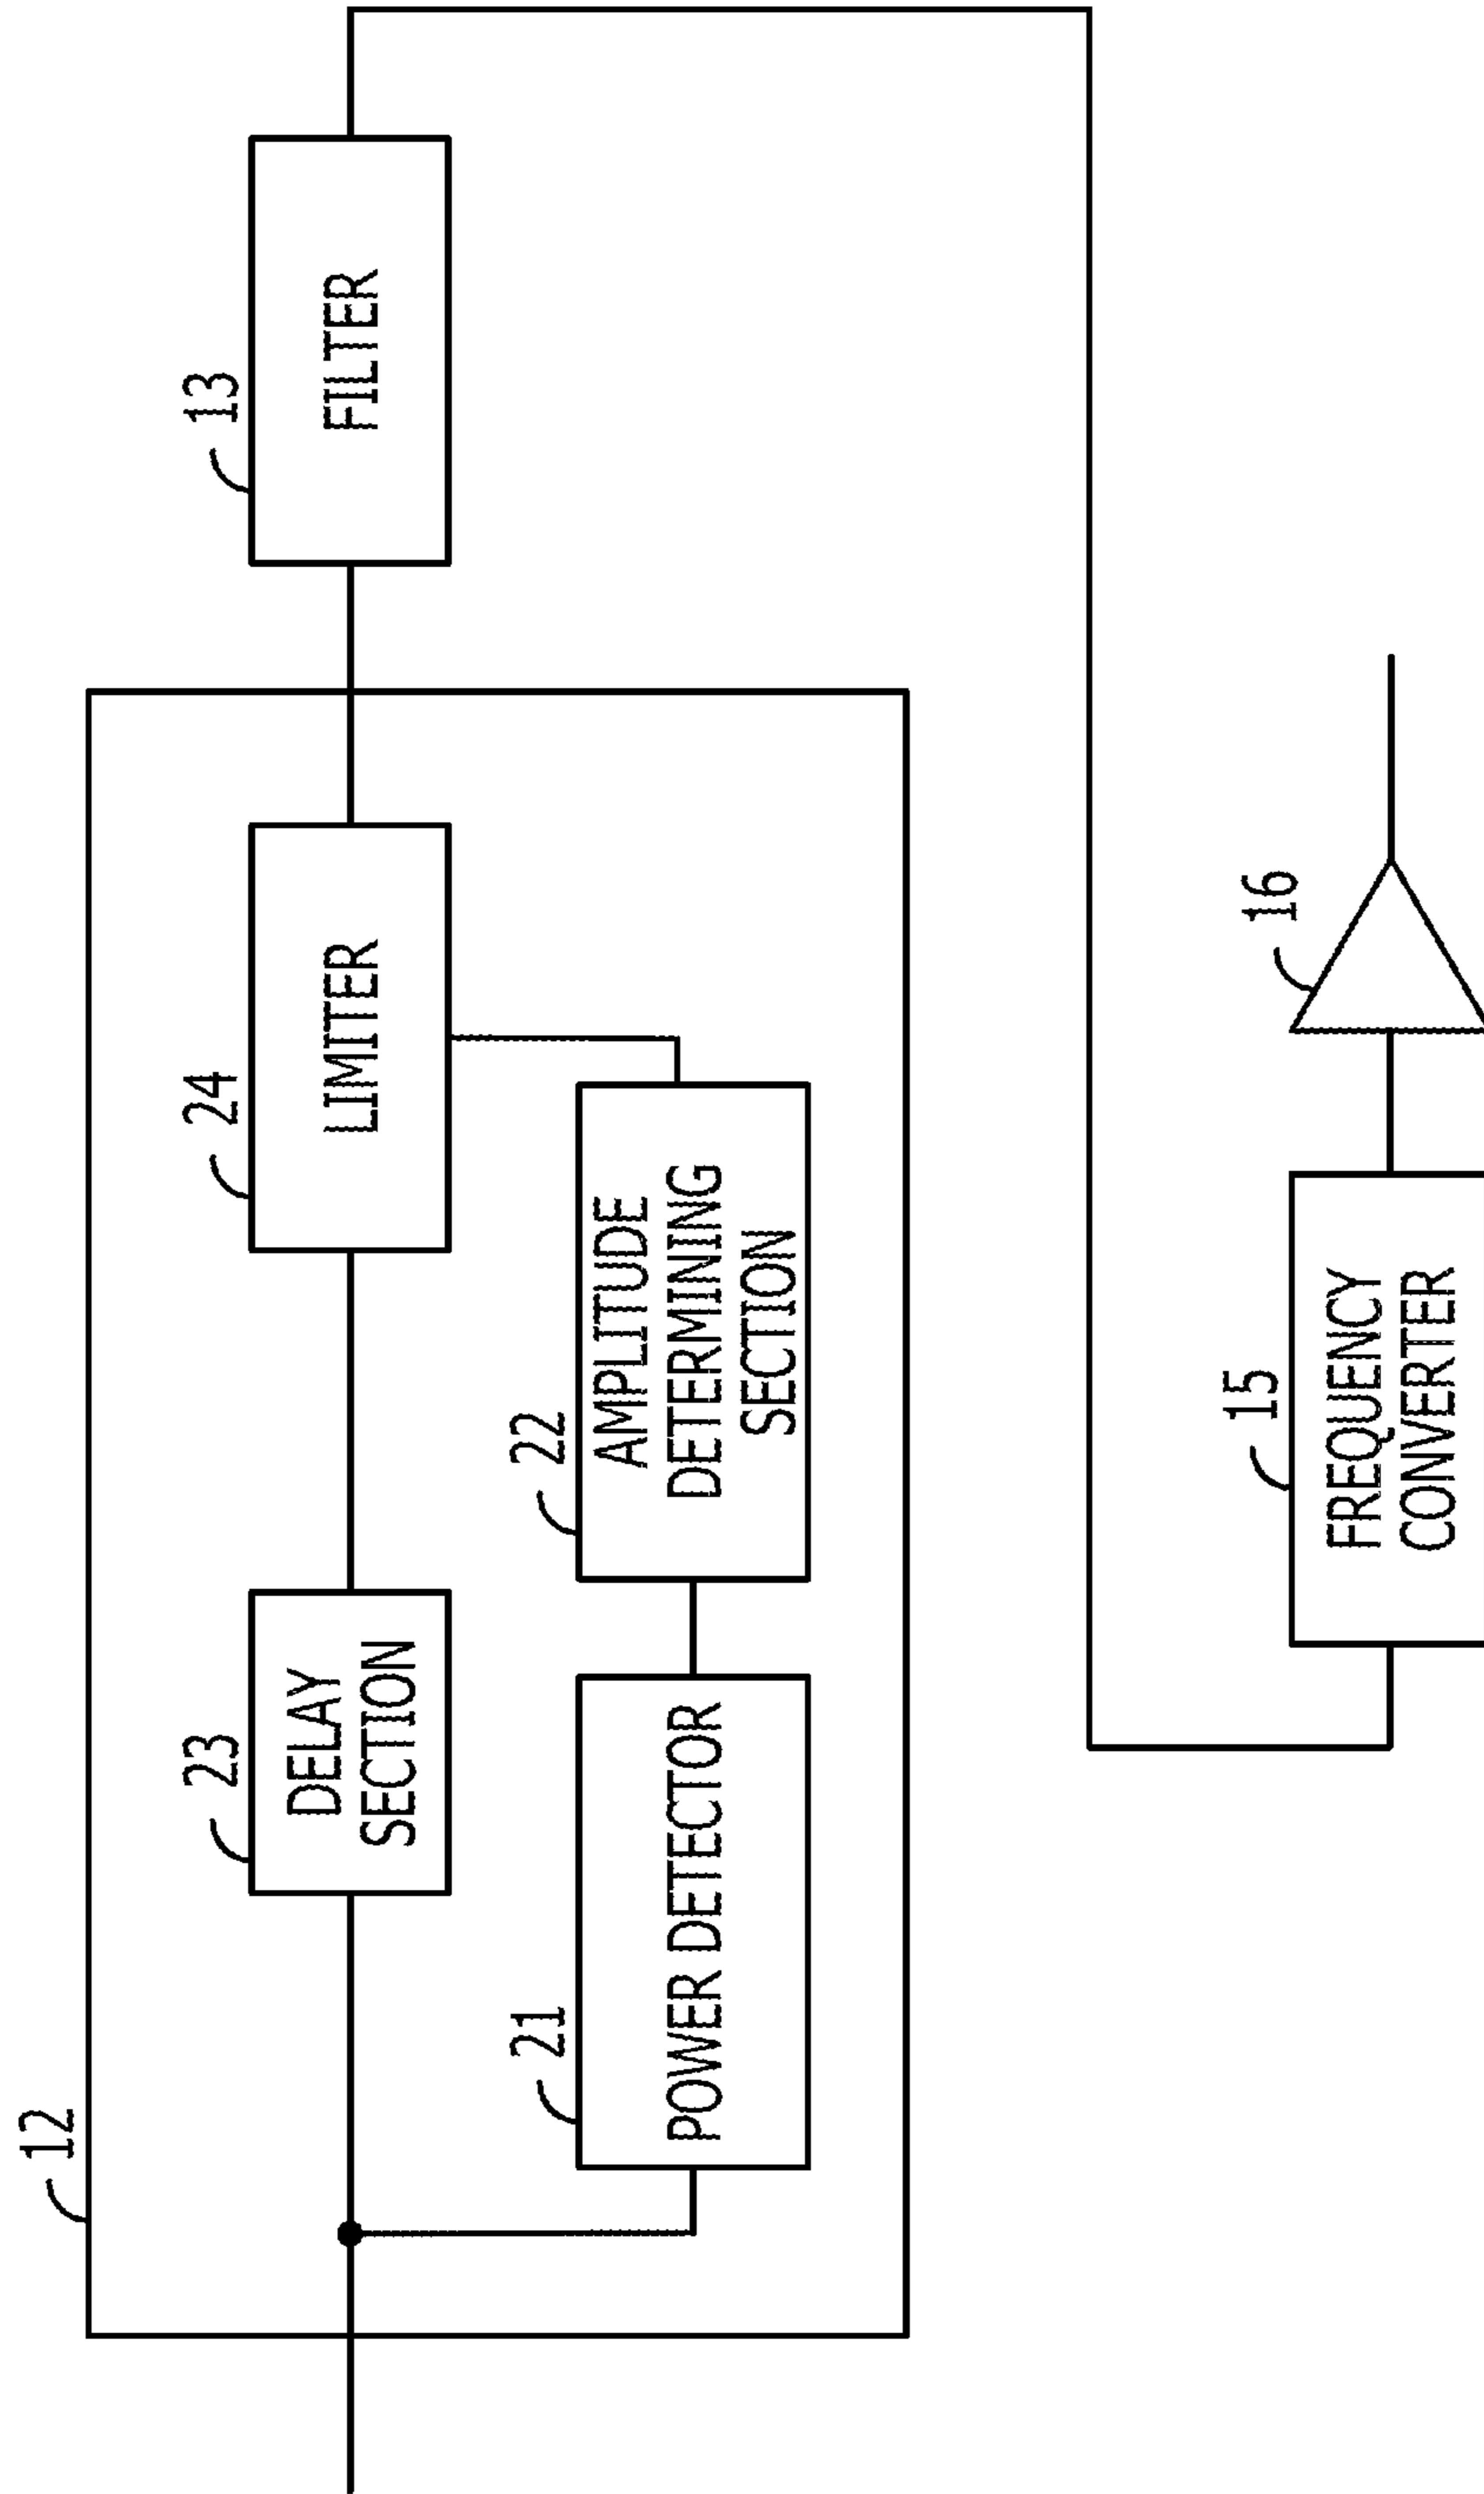 12
23
DELAY
SECTION
24
LIMITER
13
FILTER
21
POWER DETECTOR
22
AMPLITUDE
DETERMINING
SECTION
15
FREQUENCY
CONVERTER
16